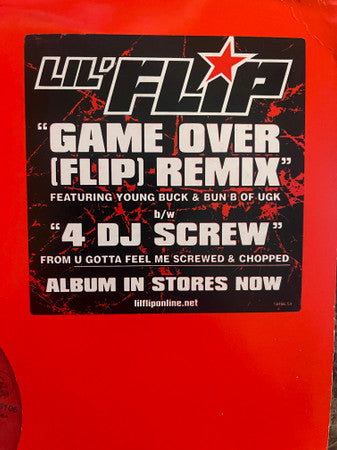 LIL' FLIP
"GAME OVER
(FLIP) REMIX"
FEATURING YOUNG BUCK & BUN B OF UGK
b/w
"4 DJ SCREW"
FROM U GOTTA FEEL ME SCREWED & CHOPPED
ALBUM IN STORES NOW
lilfliponline.net